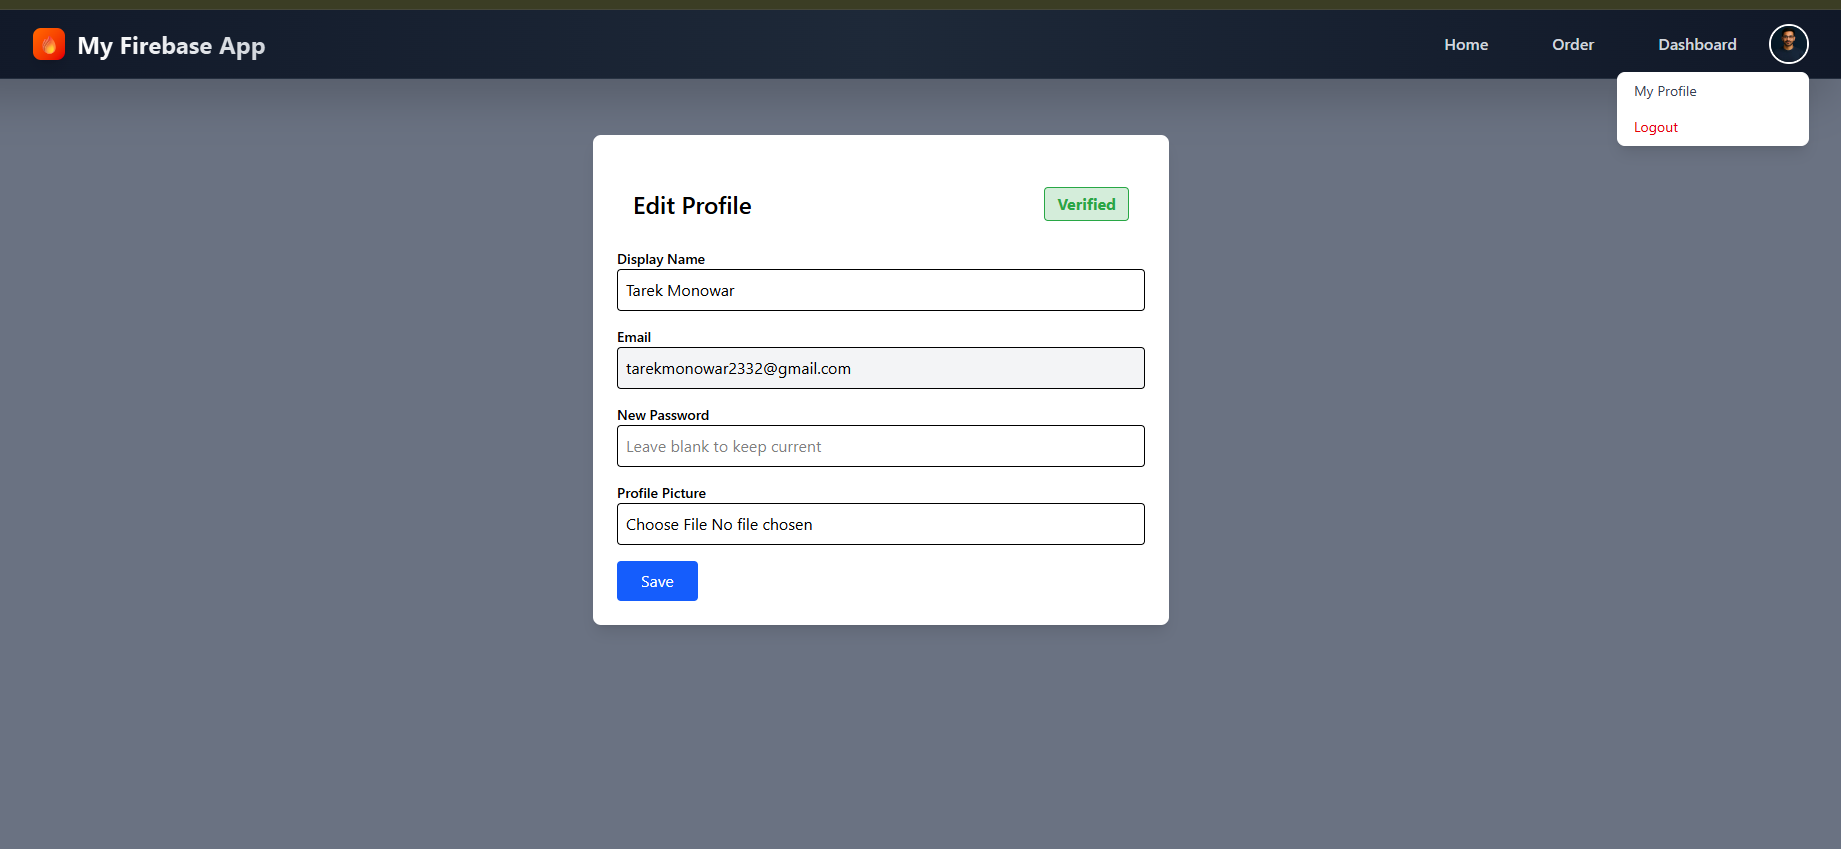 My Firebase App
Home Order Dashboard
My Profile
Logout
Edit Profile
Verified
Display Name
Tarek Monowar
Email
tarekmonowar2332@gmail.com
New Password
Leave blank to keep current
Profile Picture
Choose File No file chosen
Save